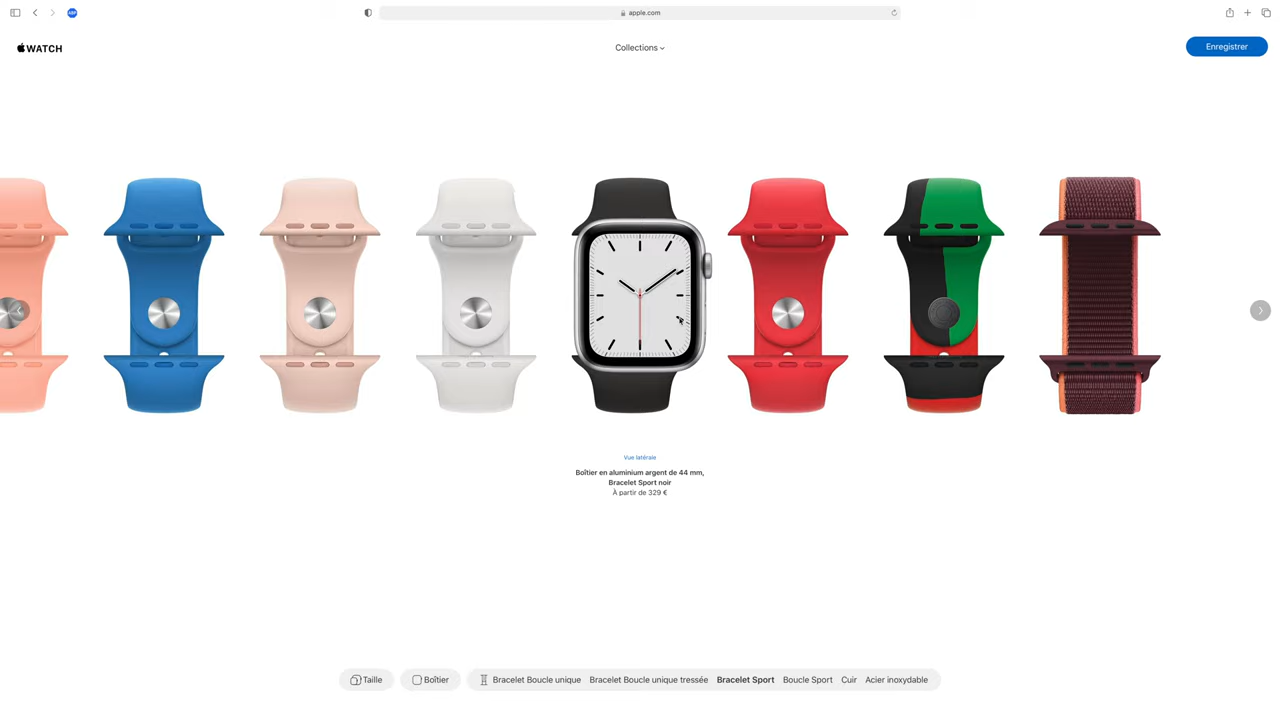 ABP
apple.com
WATCH
Collections
Enregistrer
Vue latérale
Boîtier en aluminium argent de 44 mm,
Bracelet Sport noir
À partir de 329 €
Taille
Boîtier
Bracelet Boucle unique
Bracelet Boucle unique tressée
Bracelet Sport
Boucle Sport
Cuir
Acier inoxydable